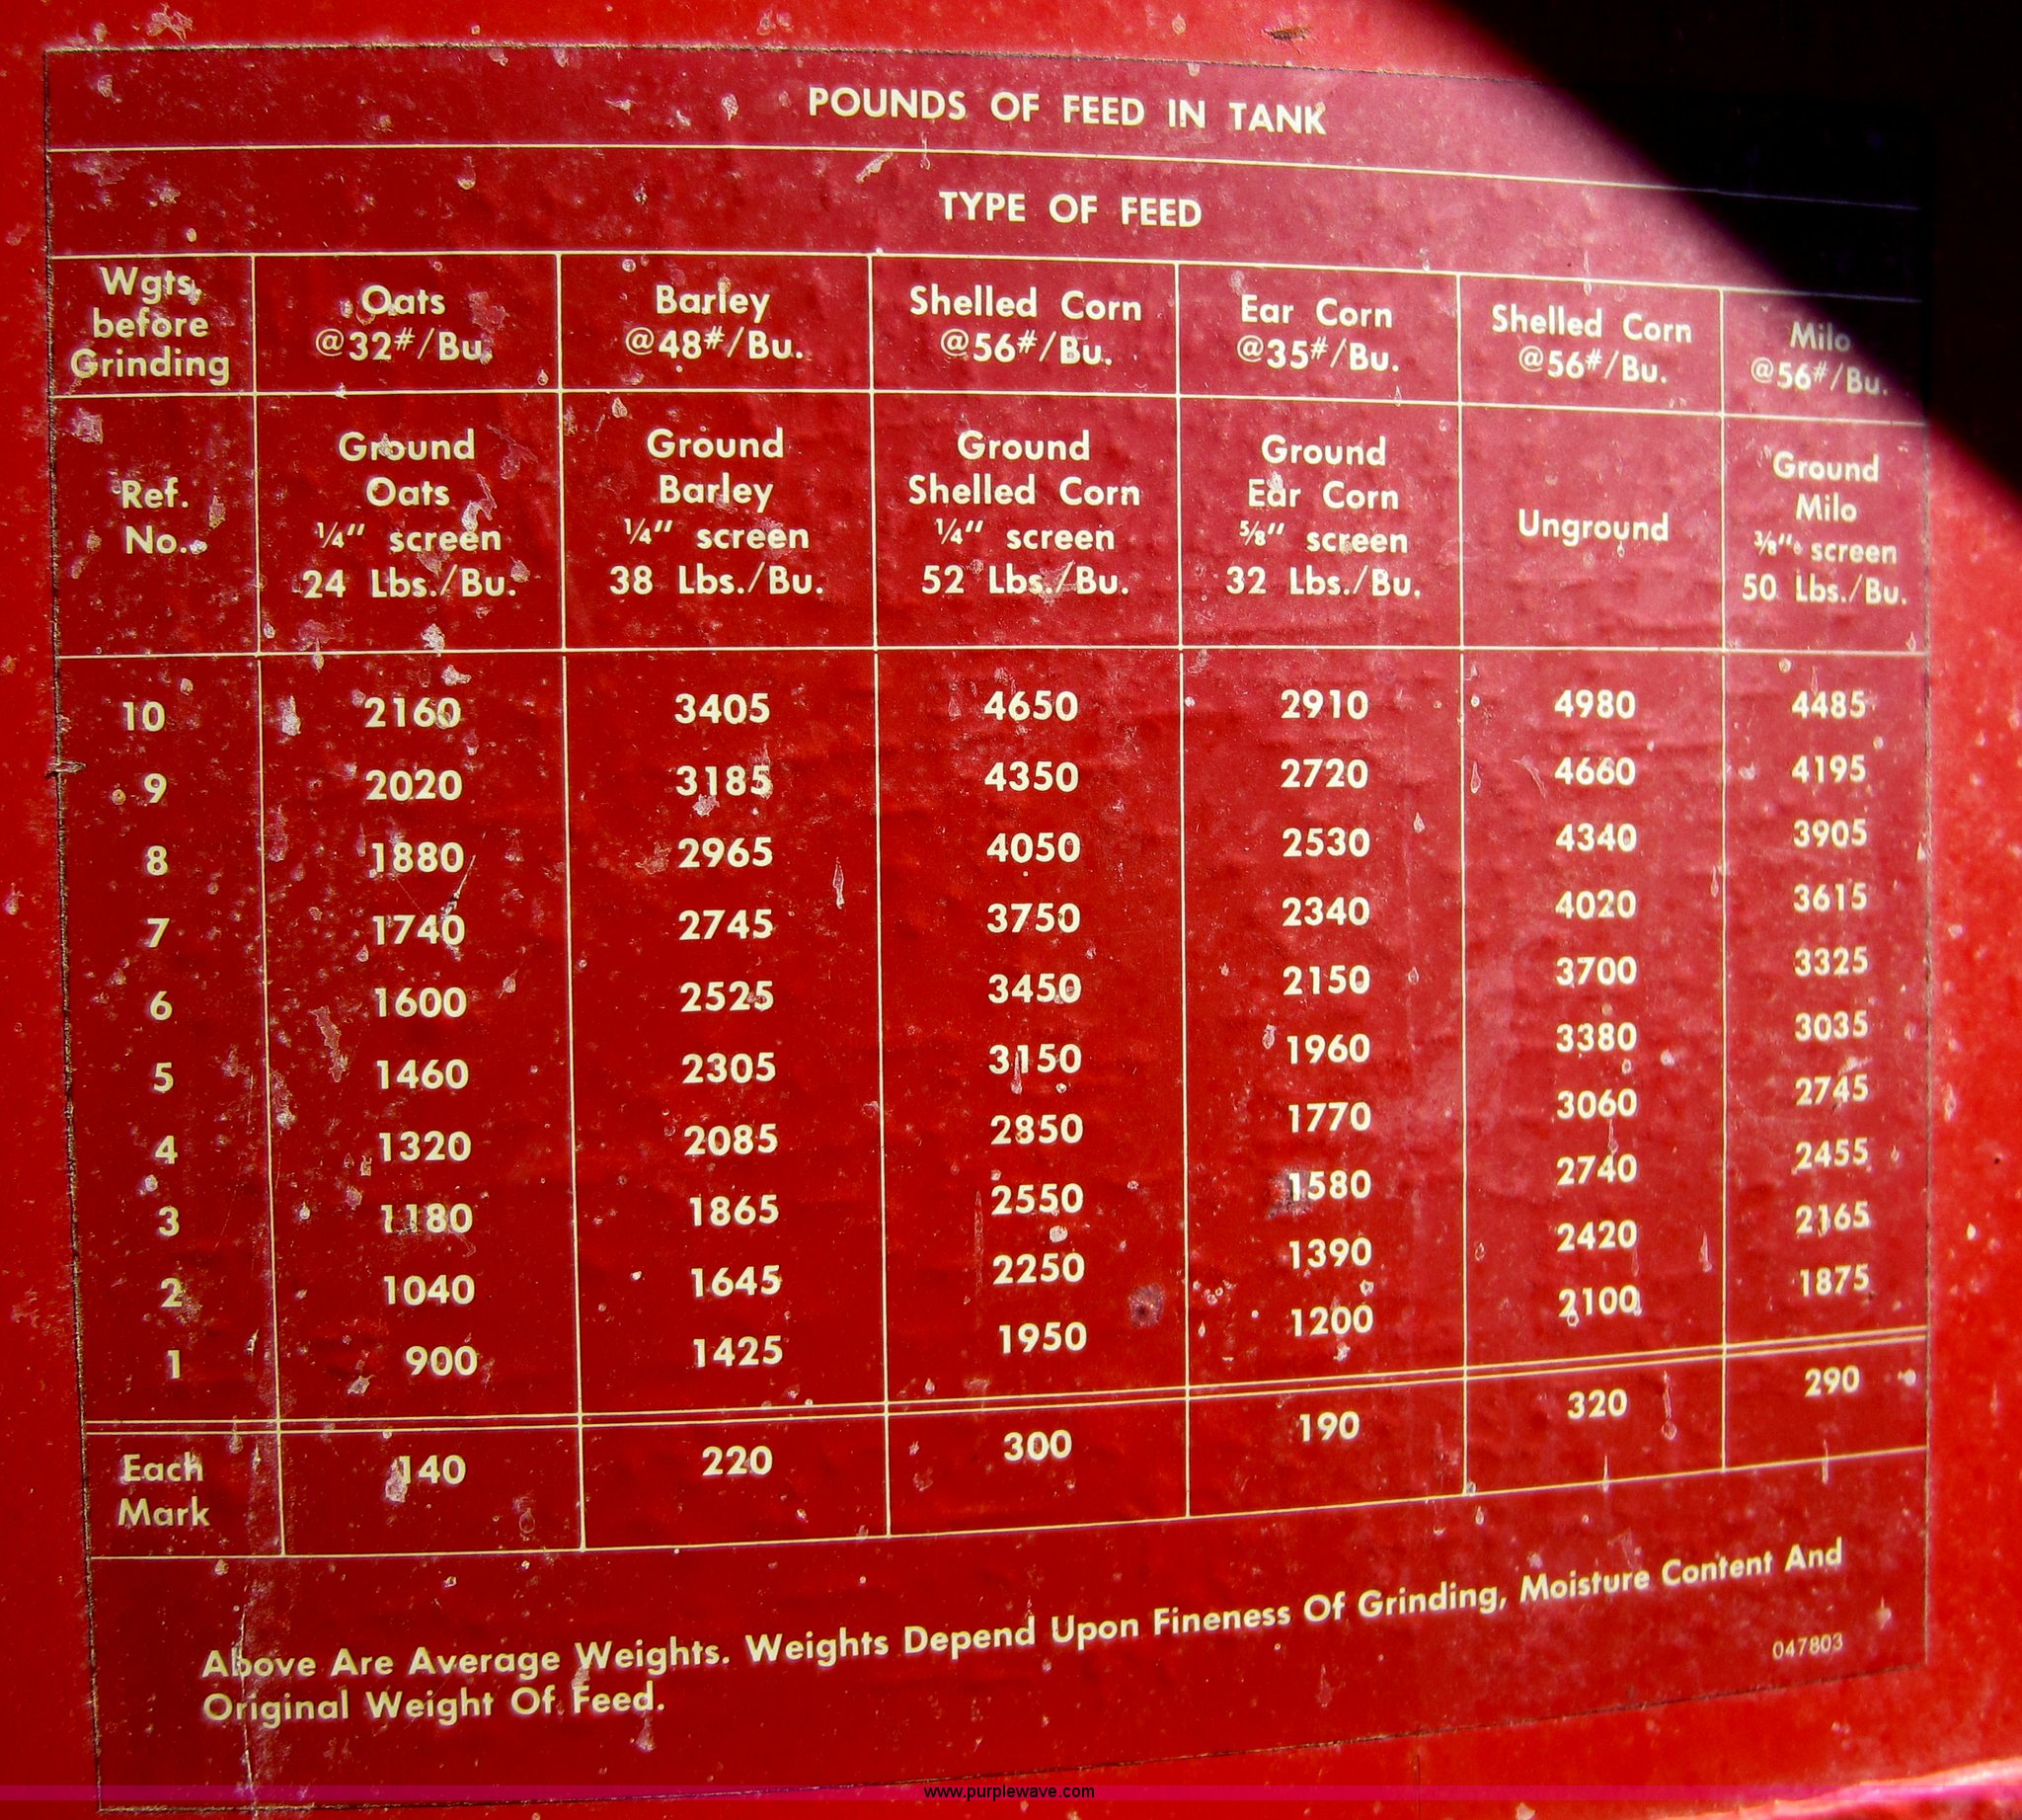 POUNDS OF FEED IN TANK
TYPE OF FEED
Wgts. before Grinding
Oats @32#/Bu.
Barley @48#/Bu.
Shelled Corn @56#/Bu.
Ear Corn @35#/Bu.
Shelled Corn @56#/Bu.
Milo @56#/Bu.
Ref. No.
Ground Oats ¼" screen 24 Lbs./Bu.
Ground Barley ¼" screen 38 Lbs./Bu.
Ground Shelled Corn ¼" screen 52 Lbs./Bu.
Ground Ear Corn ⅝" screen 32 Lbs./Bu.
Unground
Ground Milo ⅜" screen 50 Lbs./Bu.
10 2160 3405 4650 2910 4980 4485
9 2020 3185 4350 2720 4660 4195
8 1880 2965 4050 2530 4340 3905
7 1740 2745 3750 2340 4020 3615
6 1600 2525 3450 2150 3700 3325
5 1460 2305 3150 1960 3380 3035
4 1320 2085 2850 1770 3060 2745
3 1180 1865 2550 1580 2740 2455
2 1040 1645 2250 1390 2420 2165
1 900 1425 1950 1200 2100 1875
Each Mark 140 220 300 190 320 290
Above Are Average Weights. Weights Depend Upon Fineness Of Grinding, Moisture Content And
Original Weight Of Feed.
047803
www.purplewave.com